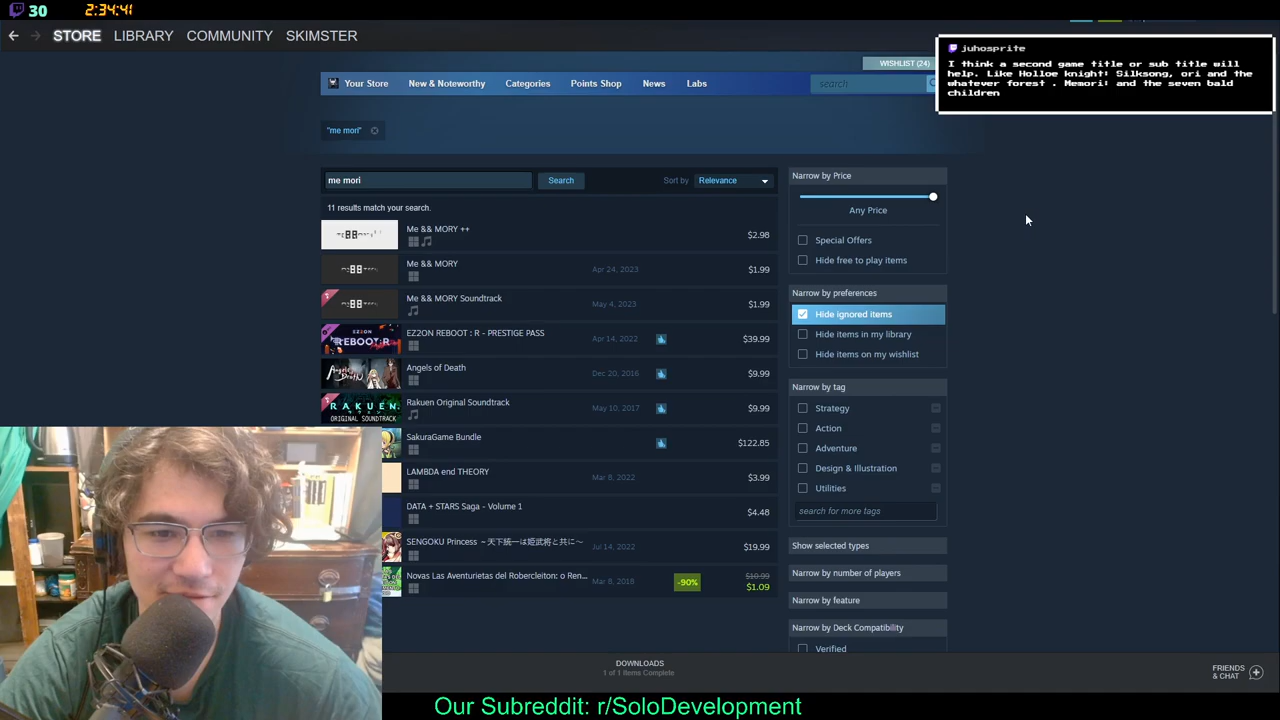 30
2:34:41
STORE
LIBRARY
COMMUNITY
SKIMSTER
juhosprite
I think a second game title or sub title will
help. Like Holloe knight: Silksong, ori and the
whatever forest . Memori: and the seven bald
children
WISHLIST (24)
Your Store
New & Noteworthy
Categories
Points Shop
News
Labs
search
"me mori"
me mori
Search
Sort by
Relevance
11 results match your search.
Me && MORY ++
$2.98
Me && MORY
Apr 24, 2023
$1.99
Me && MORY Soundtrack
May 4, 2023
$1.99
EZ2ON REBOOT : R - PRESTIGE PASS
Apr 14, 2022
$39.99
Angels of Death
Dec 20, 2016
$9.99
Rakuen Original Soundtrack
May 10, 2017
$9.99
SakuraGame Bundle
$122.85
LAMBDA end THEORY
Mar 8, 2022
$3.99
DATA + STARS Saga - Volume 1
$4.48
SENGOKU Princess ~天下統一は姫武将と共に~
Jul 14, 2022
$19.99
Novas Las Aventurietas del Robercleiton: o Ren...
Mar 8, 2018
-90%
$10.99
$1.09
Narrow by Price
Any Price
Special Offers
Hide free to play items
Narrow by preferences
Hide ignored items
Hide items in my library
Hide items on my wishlist
Narrow by tag
Strategy
Action
Adventure
Design & Illustration
Utilities
search for more tags
Show selected types
Narrow by number of players
Narrow by feature
Narrow by Deck Compatibility
Verified
DOWNLOADS
1 of 1 Items Complete
FRIENDS
& CHAT
Our Subreddit: r/SoloDevelopment